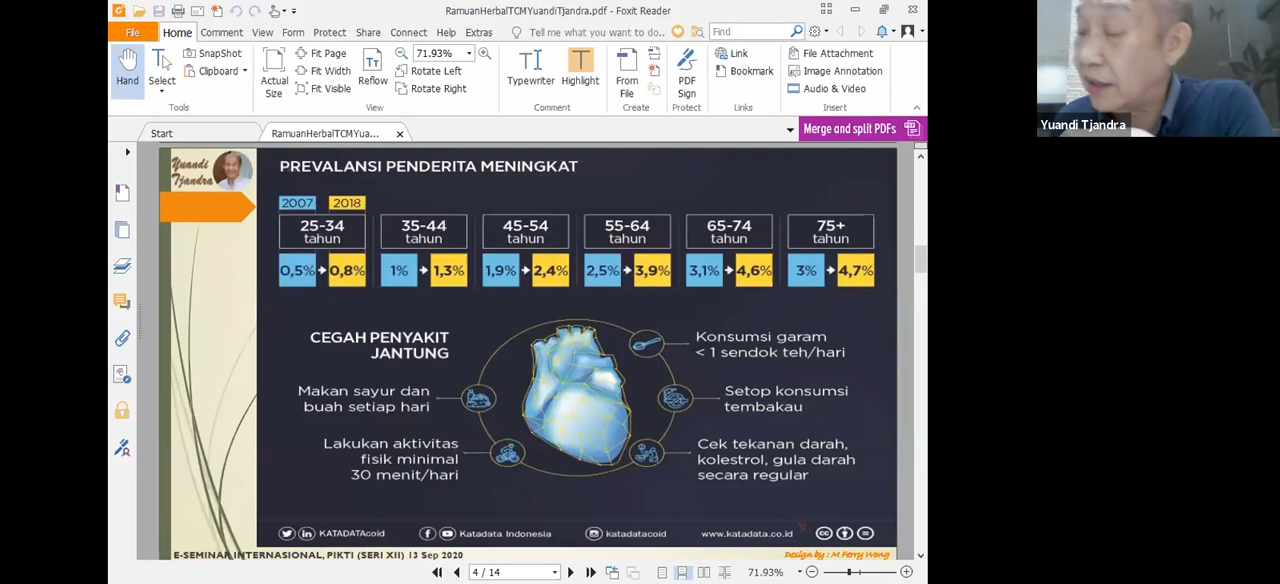 RamuanHerbalTCMYuandiTjandra.pdf - Foxit Reader
File Home Comment View Form Protect Share Connect Help Extras Tell me what you want to do.. Find
Hand
Select
SnapShot
Clipboard
Tools
Actual Size
Fit Page
Fit Width
Fit Visible
Reflow
71.93%
Rotate Left
Rotate Right
View
Typewriter
Highlight
Comment
From File
Create
PDF Sign
Protect
Link
Bookmark
Links
File Attachment
Image Annotation
Audio & Video
Insert
Yuandi Tjandra
Start
RamuanHerbalTCMYua...
Merge and split PDFs
Yuandi
Tjandra
PREVALANSI PENDERITA MENINGKAT
2007 2018
25-34 tahun
35-44 tahun
45-54 tahun
55-64 tahun
65-74 tahun
75+ tahun
0,5% 0,8%
1% 1,3%
1,9% 2,4%
2,5% 3,9%
3,1% 4,6%
3% 4,7%
CEGAH PENYAKIT
JANTUNG
Makan sayur dan
buah setiap hari
Lakukan aktivitas
fisik minimal
30 menit/hari
Konsumsi garam
< 1 sendok teh/hari
Setop konsumsi
tembakau
Cek tekanan darah,
kolestrol, gula darah
secara regular
KATADATAcoid
Katadata Indonesia
katadatacoid
www.katadata.co.id
E-SEMINAR INTERNASIONAL, PIKTI (SERI XII) 13 Sep 2020
Design by : M Ferry Wong
4 / 14
71.93%